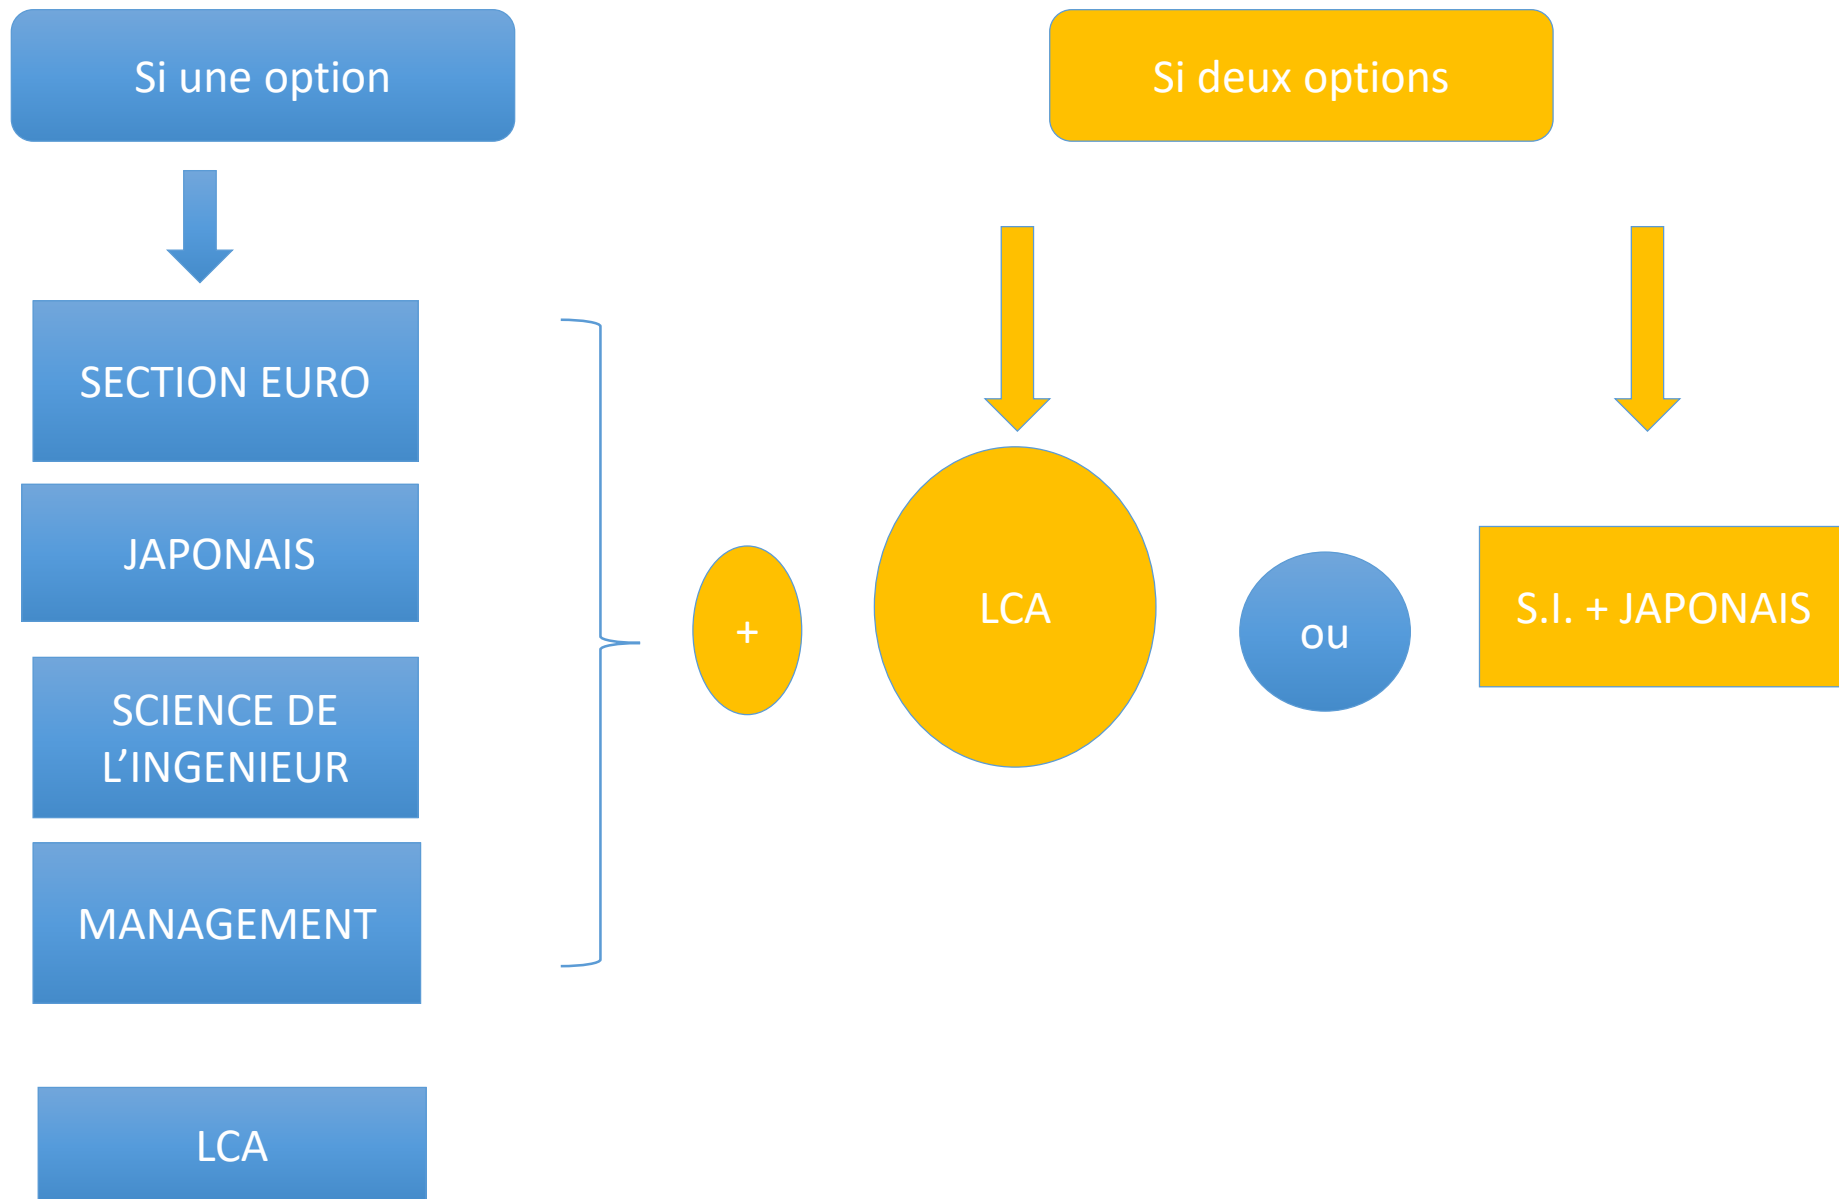 Si une option
Si deux options
SECTION EURO
JAPONAIS
SCIENCE DE
L’INGENIEUR
MANAGEMENT
LCA
+
LCA
ou
S.I. + JAPONAIS